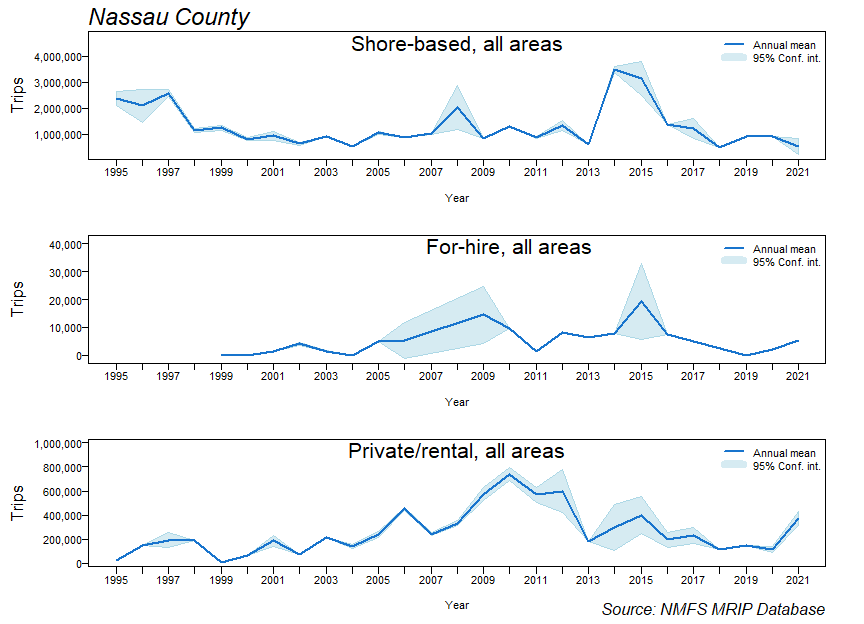 Nassau County
Shore-based, all areas
Annual mean
95% Conf. int.
Trips
4,000,000
3,000,000
2,000,000
1,000,000
1995 1997 1999 2001 2003 2005 2007 2009 2011 2013 2015 2017 2019 2021
Year
For-hire, all areas
Annual mean
95% Conf. int.
Trips
40,000
30,000
20,000
10,000
0
1995 1997 1999 2001 2003 2005 2007 2009 2011 2013 2015 2017 2019 2021
Year
Private/rental, all areas
Annual mean
95% Conf. int.
Trips
1,000,000
800,000
600,000
400,000
200,000
0
1995 1997 1999 2001 2003 2005 2007 2009 2011 2013 2015 2017 2019 2021
Year
Source: NMFS MRIP Database